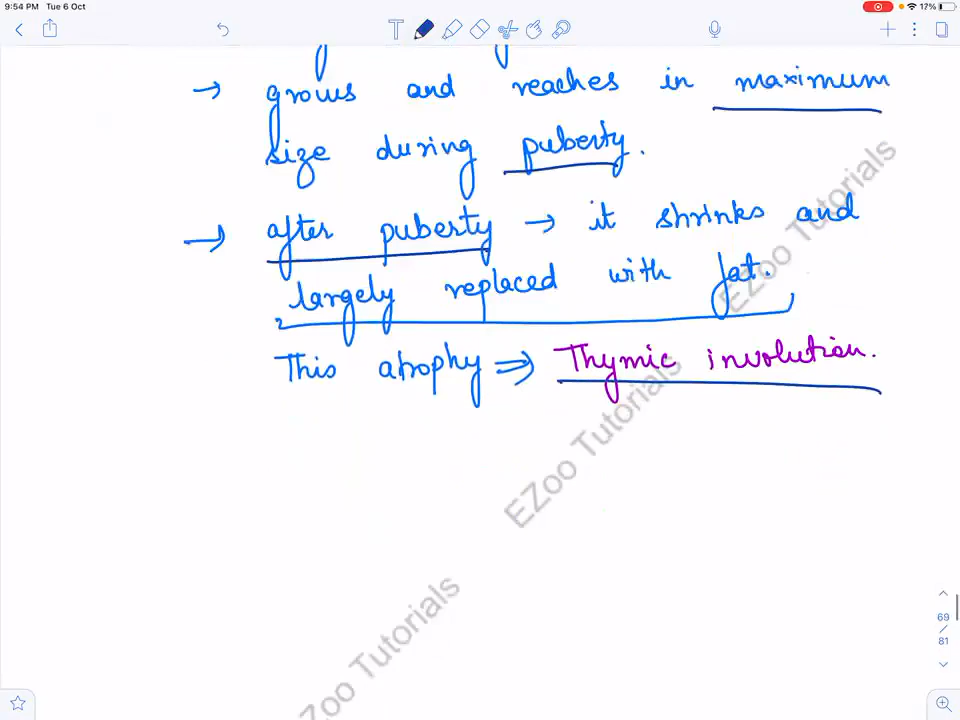 9:54 PM Tue 6 Oct
17%
→ grows and reaches in maximum
size during puberty.
→ after puberty → it shrinks and
largely replaced with fat.
This atrophy ⇒ Thymic involution.
EZoo Tutorials
EZoo Tutorials
Zoo Tutorials
69
/
81